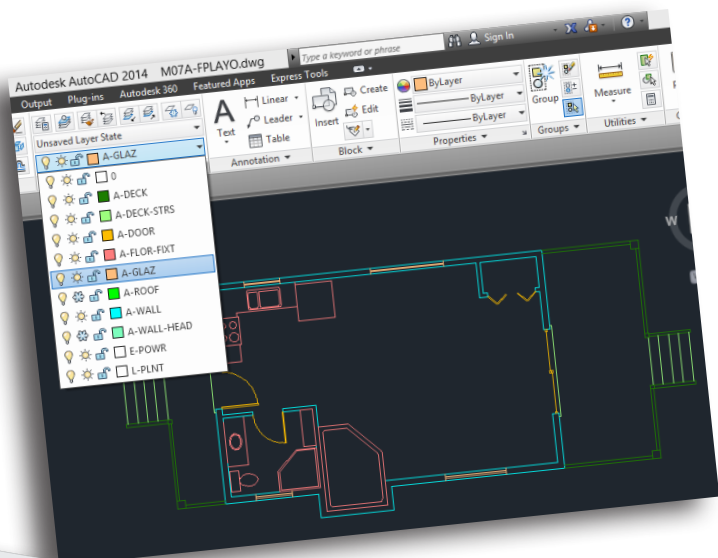 Autodesk AutoCAD 2014 M07A-FPLAYO.dwg
Type a keyword or phrase
Sign In
Output Plug-ins Autodesk 360 Featured Apps Express Tools
Unsaved Layer State
A-GLAZ
Text
Linear
Leader
Table
Annotation
Insert
Create
Edit
Block
ByLayer
ByLayer
ByLayer
Properties
Group
Groups
Measure
Utilities
0
A-DECK
A-DECK-STRS
A-DOOR
A-FLOR-FIXT
A-GLAZ
A-ROOF
A-WALL
A-WALL-HEAD
E-POWR
L-PLNT
W